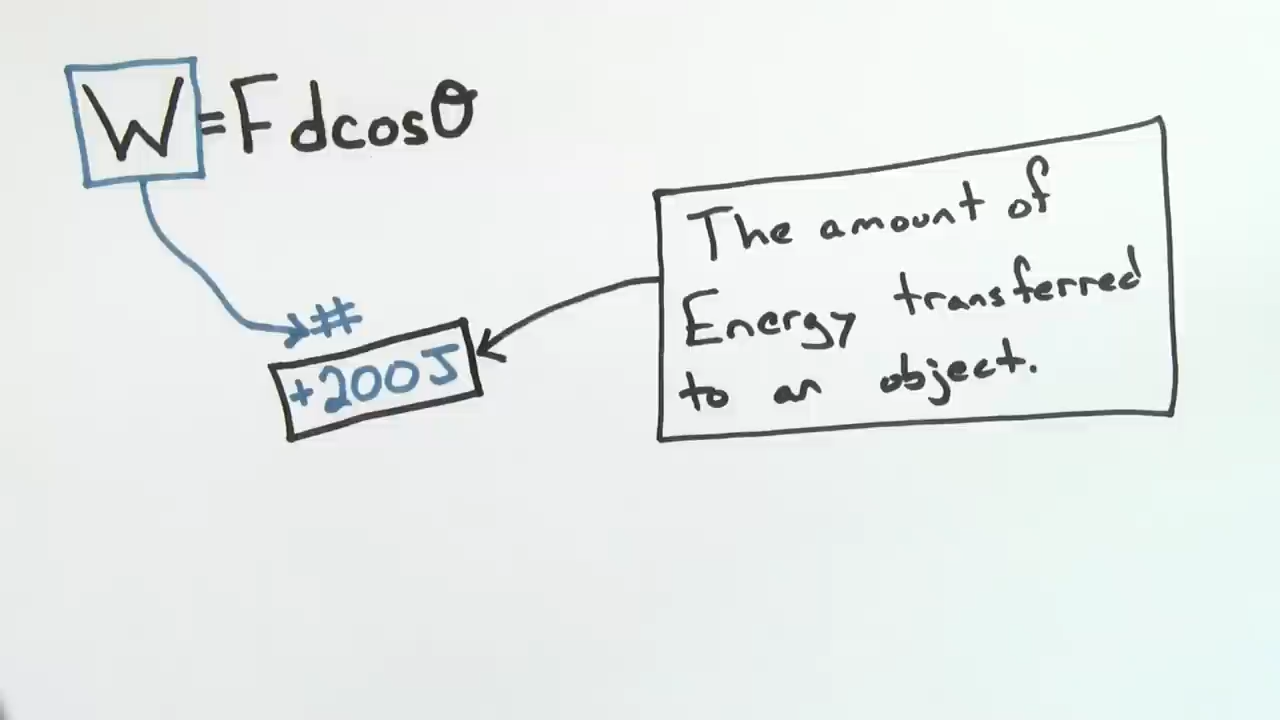 W=Fdcosθ
The amount of
Energy transferred
to an object.
#
+200J